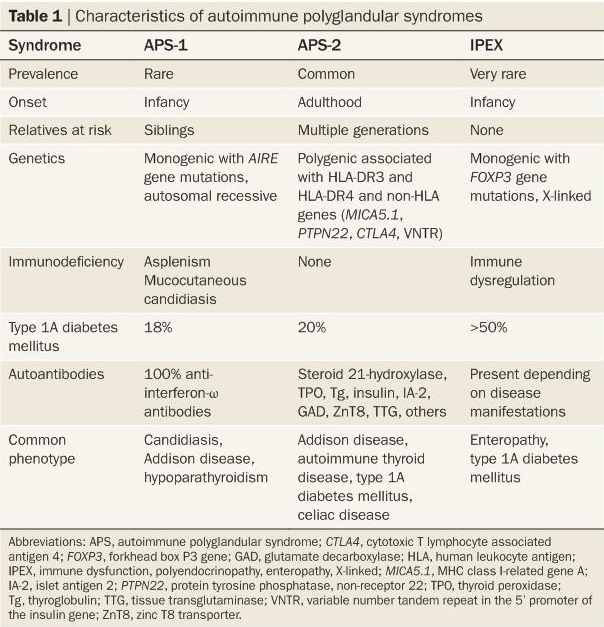 Table 1 | Characteristics of autoimmune polyglandular syndromes
Syndrome APS-1 APS-2 IPEX
Prevalence Rare Common Very rare
Onset Infancy Adulthood Infancy
Relatives at risk Siblings Multiple generations None
Genetics Monogenic with AIRE Polygenic associated Monogenic with
gene mutations, with HLA-DR3 and FOXP3 gene
autosomal recessive HLA-DR4 and non-HLA mutations, X-linked
genes (MICA5.1,
PTPN22, CTLA4, VNTR)
Immunodeficiency Asplenism None Immune
Mucocutaneous dysregulation
candidiasis
Type 1A diabetes 18% 20% >50%
mellitus
Autoantibodies 100% anti- Steroid 21-hydroxylase, Present depending
interferon-ω TPO, Tg, insulin, IA-2, on disease
antibodies GAD, ZnT8, TTG, others manifestations
Common Candidiasis, Addison disease, Enteropathy,
phenotype Addison disease, autoimmune thyroid type 1A diabetes
hypoparathyroidism disease, type 1A mellitus
diabetes mellitus,
celiac disease
Abbreviations: APS, autoimmune polyglandular syndrome; CTLA4, cytotoxic T lymphocyte associated
antigen 4; FOXP3, forkhead box P3 gene; GAD, glutamate decarboxylase; HLA, human leukocyte antigen;
IPEX, immune dysfunction, polyendocrinopathy, enteropathy, X-linked; MICA5.1, MHC class I-related gene A;
IA-2, islet antigen 2; PTPN22, protein tyrosine phosphatase, non-receptor 22; TPO, thyroid peroxidase;
Tg, thyroglobulin; TTG, tissue transglutaminase; VNTR, variable number tandem repeat in the 5' promoter of
the insulin gene; ZnT8, zinc T8 transporter.